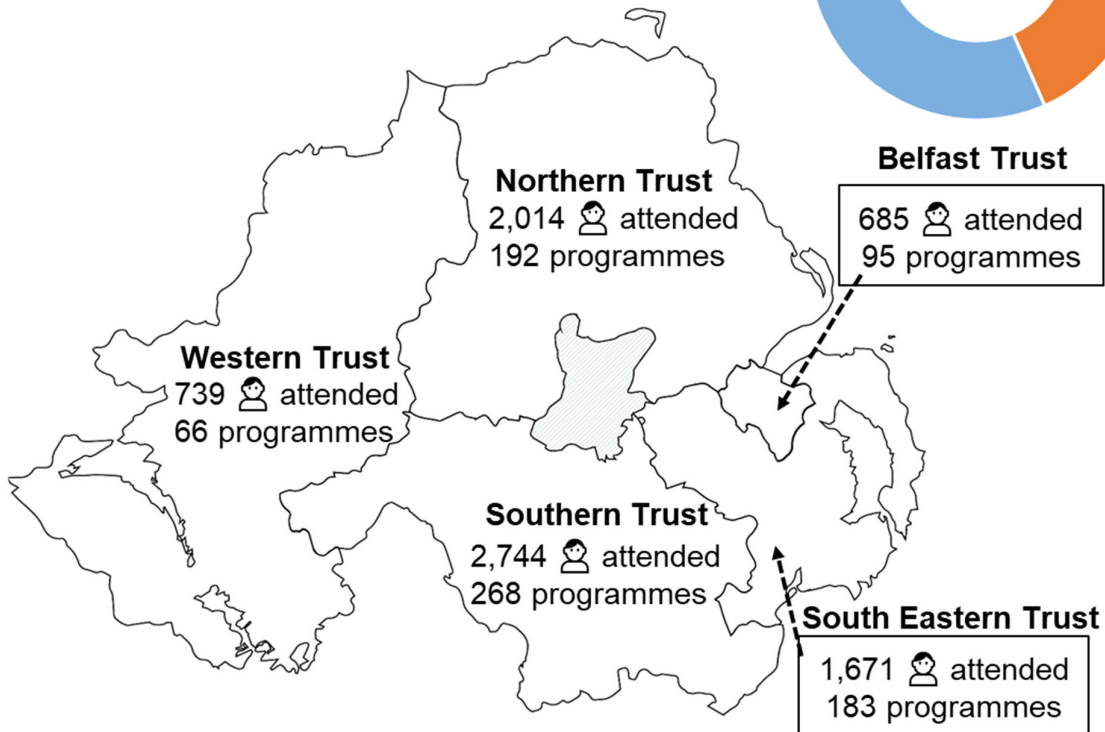 Northern Trust
2,014 attended
192 programmes
Belfast Trust
685 attended
95 programmes
Western Trust
739 attended
66 programmes
Southern Trust
2,744 attended
268 programmes
South Eastern Trust
1,671 attended
183 programmes